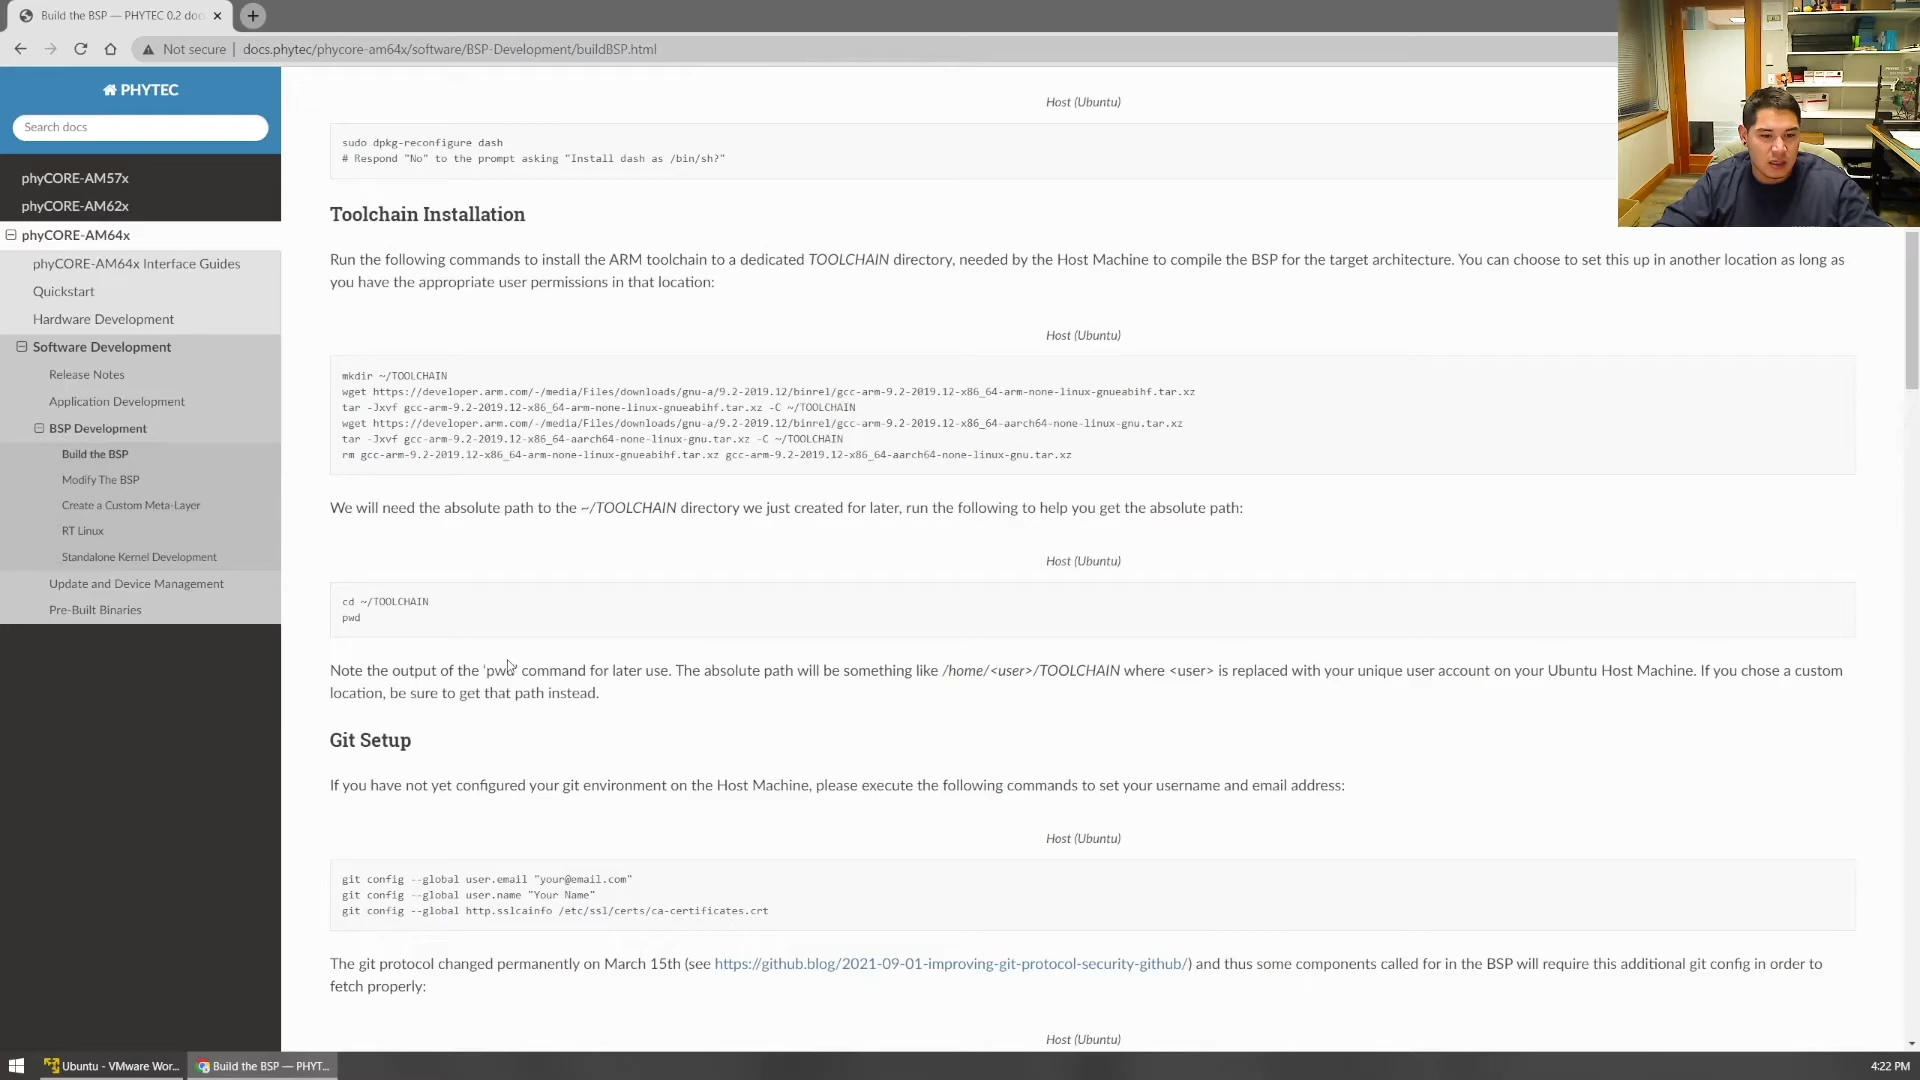 Build the BSP — PHYTEC 0.2 doc
Not secure | docs.phytec/phycore-am64x/software/BSP-Development/buildBSP.html
PHYTEC
Search docs
phyCORE-AM57x
phyCORE-AM62x
phyCORE-AM64x
phyCORE-AM64x Interface Guides
Quickstart
Hardware Development
Software Development
Release Notes
Application Development
BSP Development
Build the BSP
Modify The BSP
Create a Custom Meta-Layer
RT Linux
Standalone Kernel Development
Update and Device Management
Pre-Built Binaries
Host (Ubuntu)
sudo dpkg-reconfigure dash
# Respond "No" to the prompt asking "Install dash as /bin/sh?"
Toolchain Installation
Run the following commands to install the ARM toolchain to a dedicated TOOLCHAIN directory, needed by the Host Machine to compile the BSP for the target architecture. You can choose to set this up in another location as long as
you have the appropriate user permissions in that location:
Host (Ubuntu)
mkdir ~/TOOLCHAIN
wget https://developer.arm.com/-/media/Files/downloads/gnu-a/9.2-2019.12/binrel/gcc-arm-9.2-2019.12-x86_64-arm-none-linux-gnueabihf.tar.xz
tar -Jxvf gcc-arm-9.2-2019.12-x86_64-arm-none-linux-gnueabihf.tar.xz -C ~/TOOLCHAIN
wget https://developer.arm.com/-/media/Files/downloads/gnu-a/9.2-2019.12/binrel/gcc-arm-9.2-2019.12-x86_64-aarch64-none-linux-gnu.tar.xz
tar -Jxvf gcc-arm-9.2-2019.12-x86_64-aarch64-none-linux-gnu.tar.xz -C ~/TOOLCHAIN
rm gcc-arm-9.2-2019.12-x86_64-arm-none-linux-gnueabihf.tar.xz gcc-arm-9.2-2019.12-x86_64-aarch64-none-linux-gnu.tar.xz
We will need the absolute path to the ~/TOOLCHAIN directory we just created for later, run the following to help you get the absolute path:
Host (Ubuntu)
cd ~/TOOLCHAIN
pwd
Note the output of the 'pwd' command for later use. The absolute path will be something like /home/<user>/TOOLCHAIN where <user> is replaced with your unique user account on your Ubuntu Host Machine. If you chose a custom
location, be sure to get that path instead.
Git Setup
If you have not yet configured your git environment on the Host Machine, please execute the following commands to set your username and email address:
Host (Ubuntu)
git config --global user.email "your@email.com"
git config --global user.name "Your Name"
git config --global http.sslcainfo /etc/ssl/certs/ca-certificates.crt
The git protocol changed permanently on March 15th (see https://github.blog/2021-09-01-improving-git-protocol-security-github/) and thus some components called for in the BSP will require this additional git config in order to
fetch properly:
Host (Ubuntu)
Ubuntu - VMware Wor...
Build the BSP — PHYT...
4:22 PM